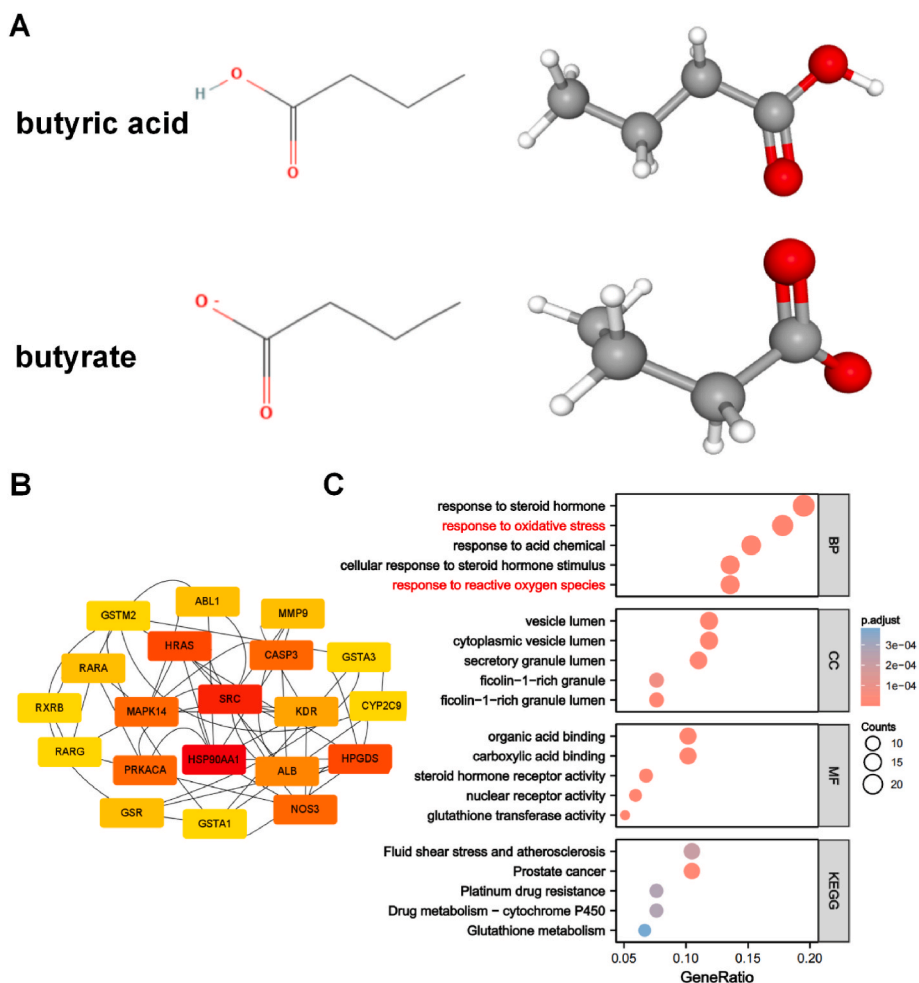 A
H
O
O
butyric acid
O -
O
butyrate
B
ABL1
GSTM2
MMP9
HRAS
CASP3
GSTA3
RARA
SRC
RXRB
MAPK14
KDR
CYP2C9
RARG
HSP90AA1
PRKACA
ALB
HPGDS
GSR
GSTA1
NOS3
C
response to steroid hormone
response to oxidative stress
response to acid chemical
cellular response to steroid hormone stimulus
response to reactive oxygen species
BP
vesicle lumen
cytoplasmic vesicle lumen
secretory granule lumen
ficolin−1−rich granule
ficolin−1−rich granule lumen
CC
organic acid binding
carboxylic acid binding
steroid hormone receptor activity
nuclear receptor activity
glutathione transferase activity
MF
Fluid shear stress and atherosclerosis
Prostate cancer
Platinum drug resistance
Drug metabolism − cytochrome P450
Glutathione metabolism
KEGG
0.05 0.10 0.15 0.20
GeneRatio
p.adjust
3e−04
2e−04
1e−04
Counts
10
15
20